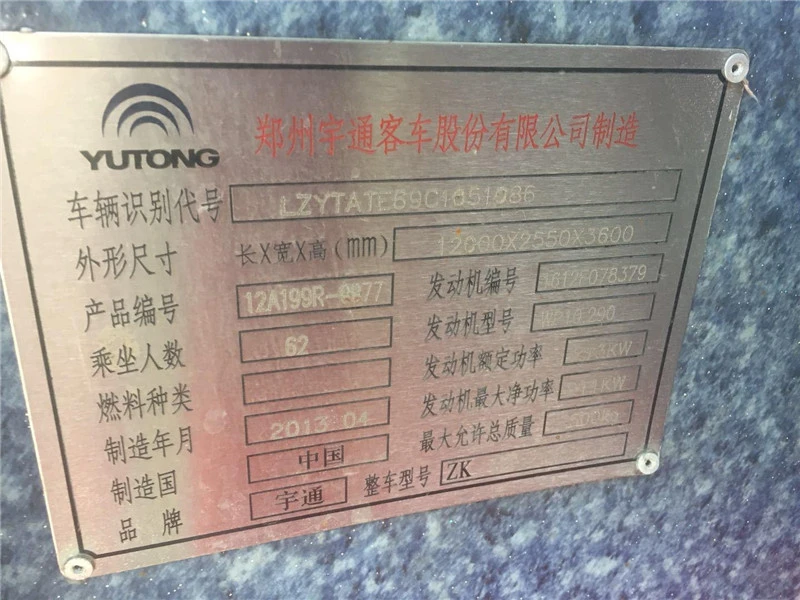 YUTONG
郑州宇通客车股份有限公司制造
车辆识别代号
外形尺寸 长X宽X高(mm) 12000X2550X3600
产品编号 12A199R-0077 发动机编号
乘坐人数 62 发动机型号
燃料种类 发动机额定功率
制造年月 2013 04 发动机最大净功率
制造国 中国 最大允许总质量
品牌 宇通 整车型号 ZK